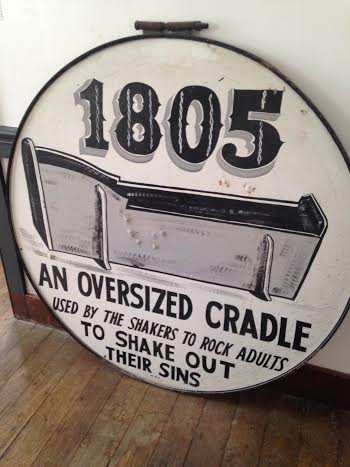 1805
AN OVERSIZED CRADLE
USED BY THE SHAKERS TO ROCK ADULTS
TO SHAKE OUT
THEIR SINS